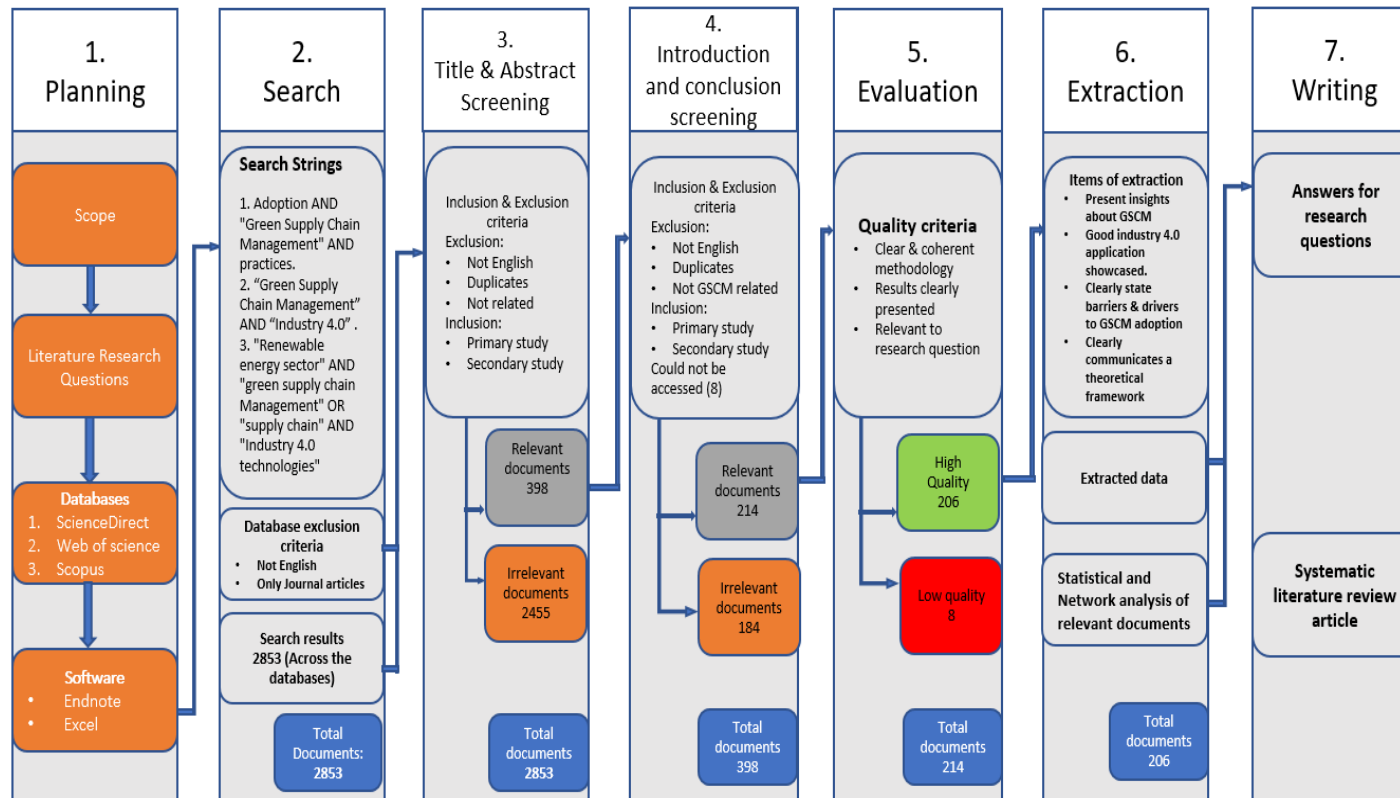 1.
Planning
Scope
Literature Research
Questions
Databases
1. ScienceDirect
2. Web of science
3. Scopus
Software
• Endnote
• Excel
2.
Search
Search Strings
1. Adoption AND
"Green Supply Chain
Management" AND
practices.
2. “Green Supply
Chain Management”
AND “Industry 4.0” .
3. "Renewable
energy sector" AND
"green supply chain
Management" OR
"supply chain" AND
"Industry 4.0
technologies"
Database exclusion
criteria
• Not English
• Only Journal articles
Search results
2853 (Across the
databases)
Total
Documents:
2853
3.
Title & Abstract
Screening
Inclusion & Exclusion
criteria
Exclusion:
• Not English
• Duplicates
• Not related
Inclusion:
• Primary study
• Secondary study
Relevant
documents
398
Irrelevant
documents
2455
Total
documents
2853
4.
Introduction
and conclusion
screening
Inclusion & Exclusion
criteria
Exclusion:
• Not English
• Duplicates
• Not GSCM related
Inclusion:
• Primary study
• Secondary study
Could not be
accessed (8)
Relevant
documents
214
Irrelevant
documents
184
Total
documents
398
5.
Evaluation
Quality criteria
• Clear & coherent
methodology
• Results clearly
presented
• Relevant to
research question
High
Quality
206
Low quality
8
Total
documents
214
6.
Extraction
Items of extraction
• Present insights
about GSCM
• Good industry 4.0
application
showcased.
• Clearly state
barriers & drivers
to GSCM adoption
• Clearly
communicates a
theoretical
framework
Extracted data
Statistical and
Network analysis of
relevant documents
Total
documents
206
7.
Writing
Answers for
research
questions
Systematic
literature review
article